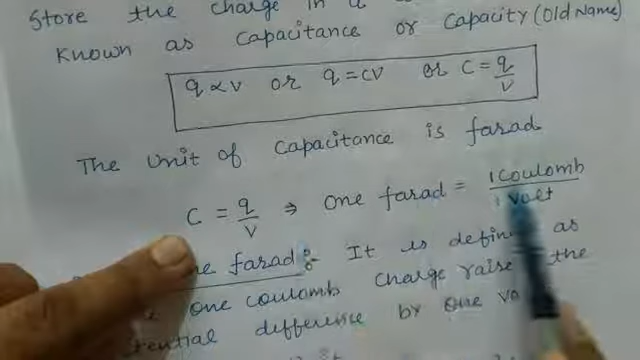 Store the charge in a
known as capacitance or capacity (Old Name)
q ∝ v or q = cv or c = q/v
The unit of capacitance is farad
C = q/v ⇒ One farad = 1 Coulomb/1 Volt
farad :- It is defin as
one coulomb charge raise the
difference by one